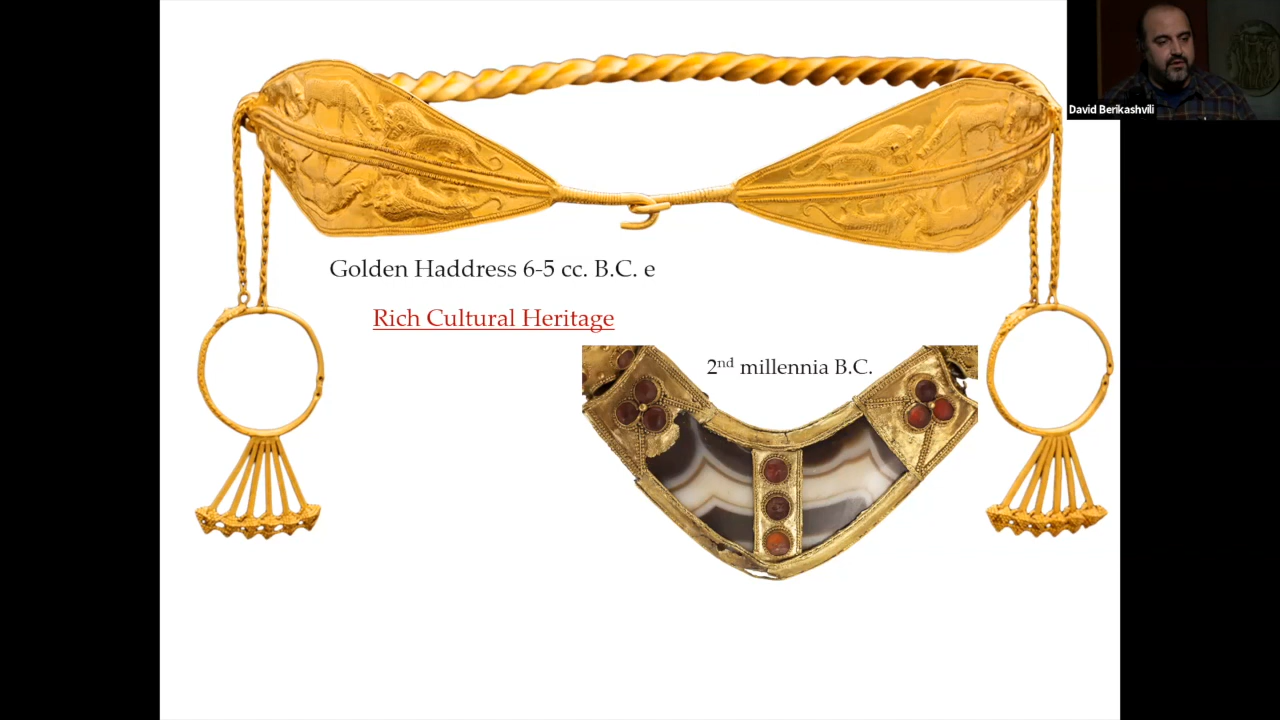 David Berikashvili
Golden Haddress 6-5 cc. B.C. e
Rich Cultural Heritage
2nd millennia B.C.